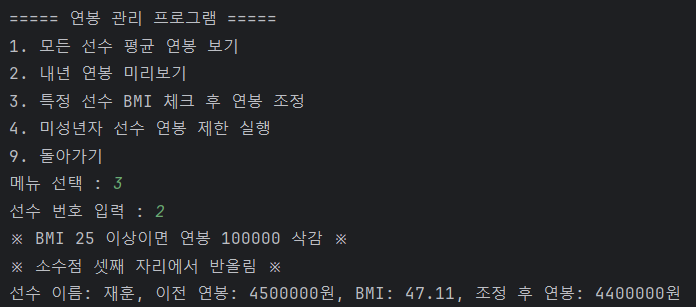 ===== 연봉 관리 프로그램 =====
1. 모든 선수 평균 연봉 보기
2. 내년 연봉 미리보기
3. 특정 선수 BMI 체크 후 연봉 조정
4. 미성년자 선수 연봉 제한 실행
9. 돌아가기
메뉴 선택 : 3
선수 번호 입력 : 2
※ BMI 25 이상이면 연봉 100000 삭감 ※
※ 소수점 셋째 자리에서 반올림 ※
선수 이름: 재훈, 이전 연봉: 4500000원, BMI: 47.11, 조정 후 연봉: 4400000원